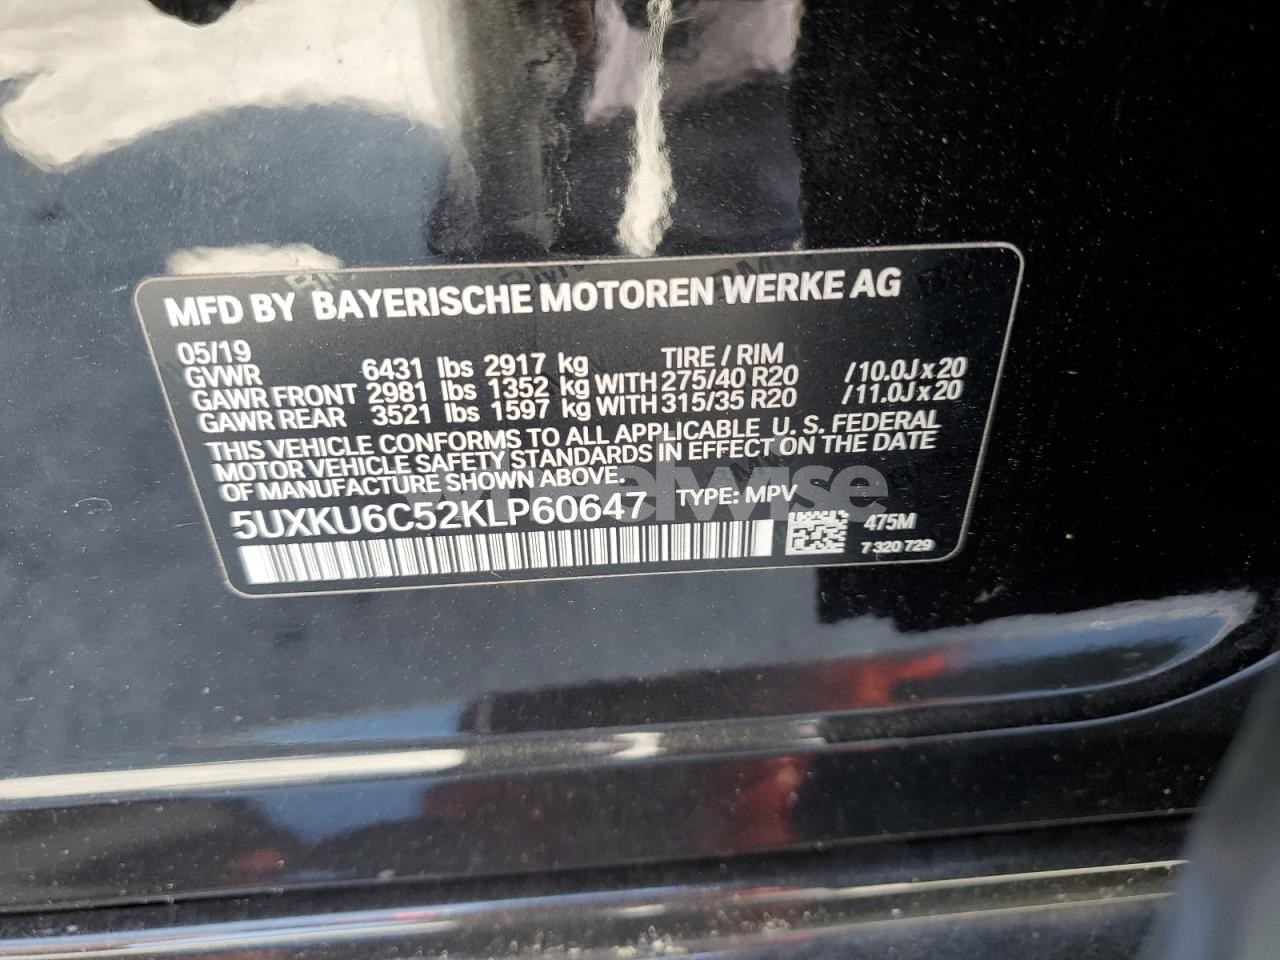 MFD BY BAYERISCHE MOTOREN WERKE AG
05/19 TIRE / RIM
GVWR 6431 lbs 2917 kg
GAWR FRONT 2981 lbs 1352 kg WITH 275/40 R20 /10.0J x 20
GAWR REAR 3521 lbs 1597 kg WITH 315/35 R20 /11.0J x 20
THIS VEHICLE CONFORMS TO ALL APPLICABLE U. S. FEDERAL
MOTOR VEHICLE SAFETY STANDARDS IN EFFECT ON THE DATE
OF MANUFACTURE SHOWN ABOVE.
5UXKU6C52KLP60647 TYPE: MPV
475M
7 320 729
wheelwise